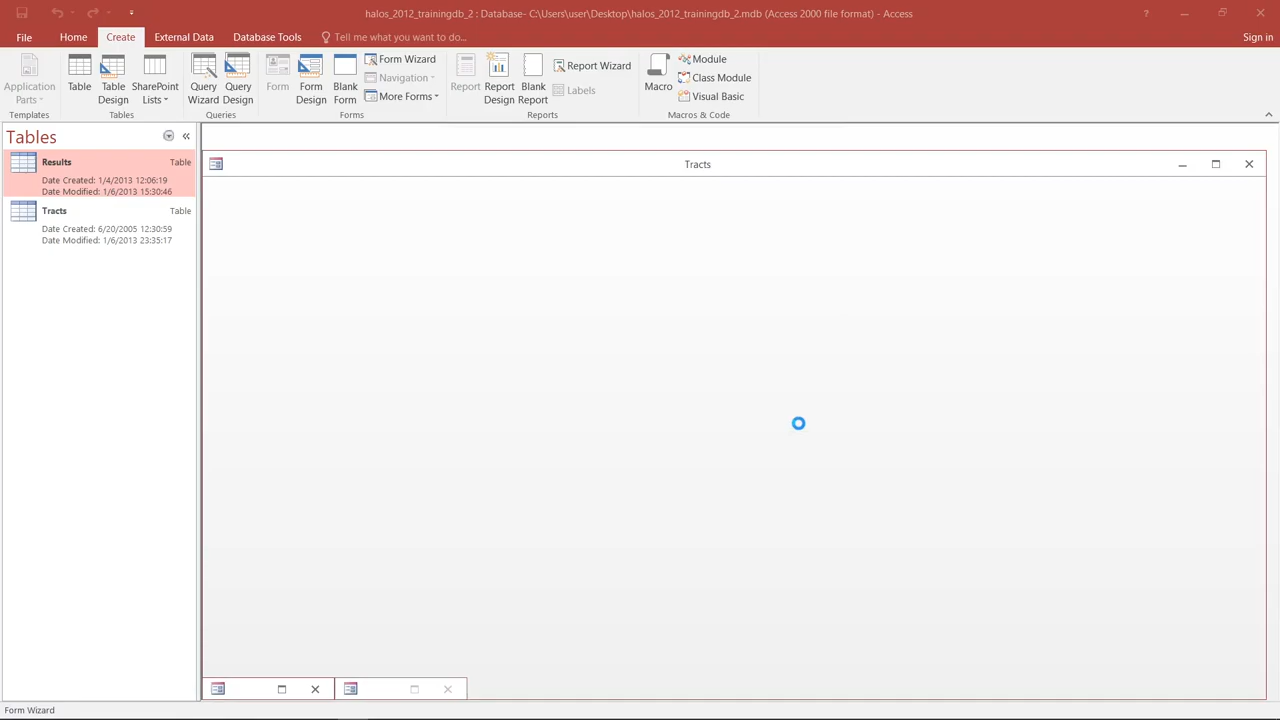 halos_2012_trainingdb_2 : Database- C:\Users\user\Desktop\halos_2012_trainingdb_2.mdb (Access 2000 file format) - Access
?
File Home Create External Data Database Tools Tell me what you want to do... Sign in
Application Parts
Table
Table Design
SharePoint Lists
Query Wizard
Query Design
Form
Form Design
Blank Form
Form Wizard
Navigation
More Forms
Report
Report Design
Blank Report
Report Wizard
Labels
Macro
Module
Class Module
Visual Basic
Templates Tables Queries Forms Reports Macros & Code
Tables
Results Table
Date Created: 1/4/2013 12:06:19
Date Modified: 1/6/2013 15:30:46
Tracts Table
Date Created: 6/20/2005 12:30:59
Date Modified: 1/6/2013 23:35:17
Tracts
Form Wizard